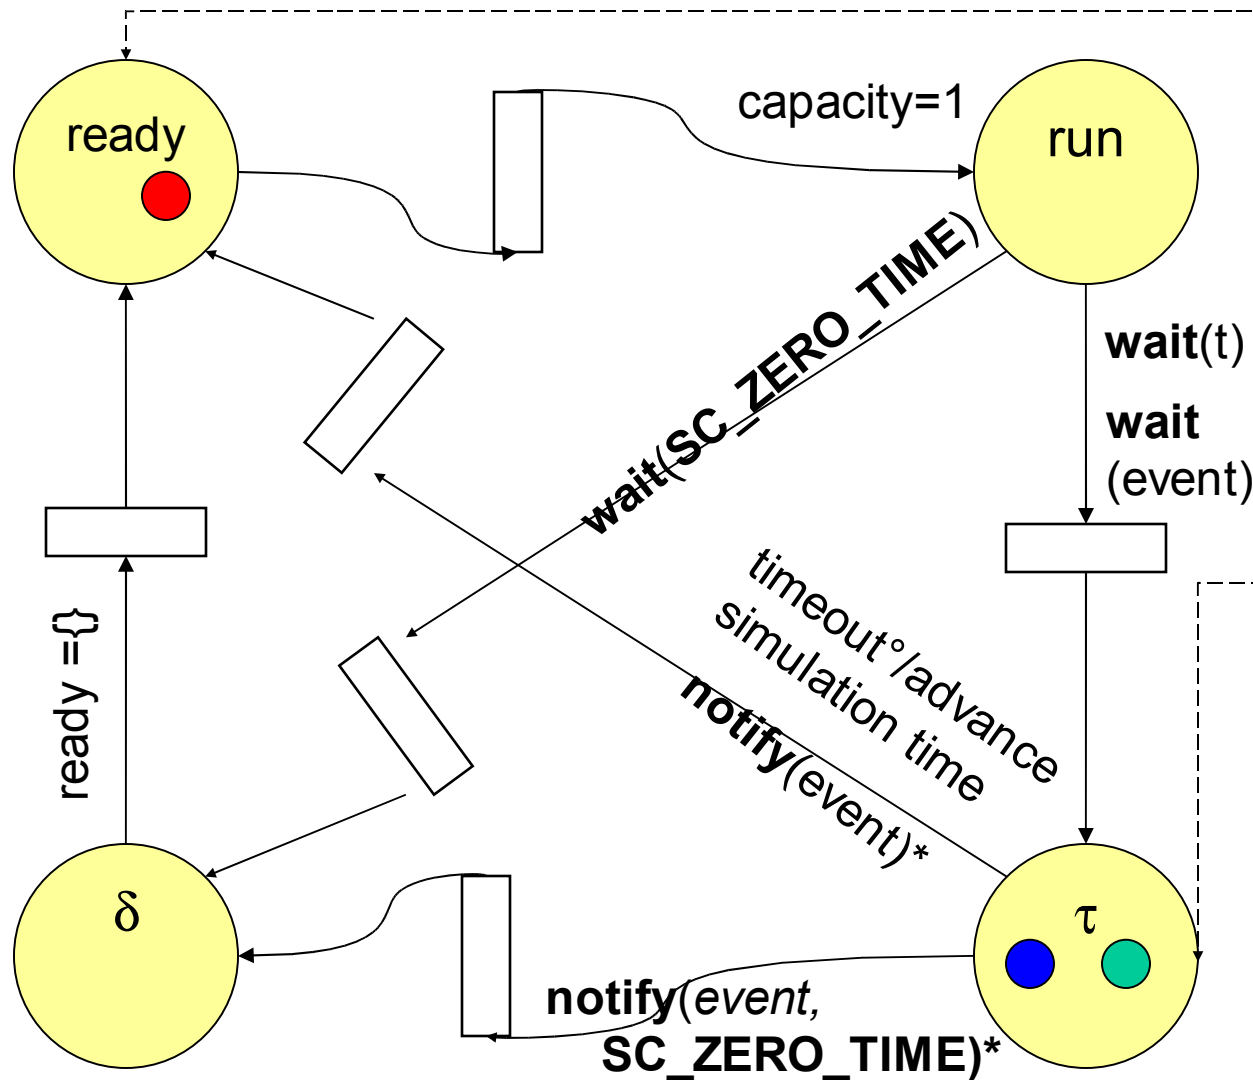 ready
capacity=1
run
wait(SC_ZERO_TIME)
wait(t)
wait
(event)
timeout°/advance
simulation time
notify(event)*
ready ={}
δ
τ
notify(event,
SC_ZERO_TIME)*